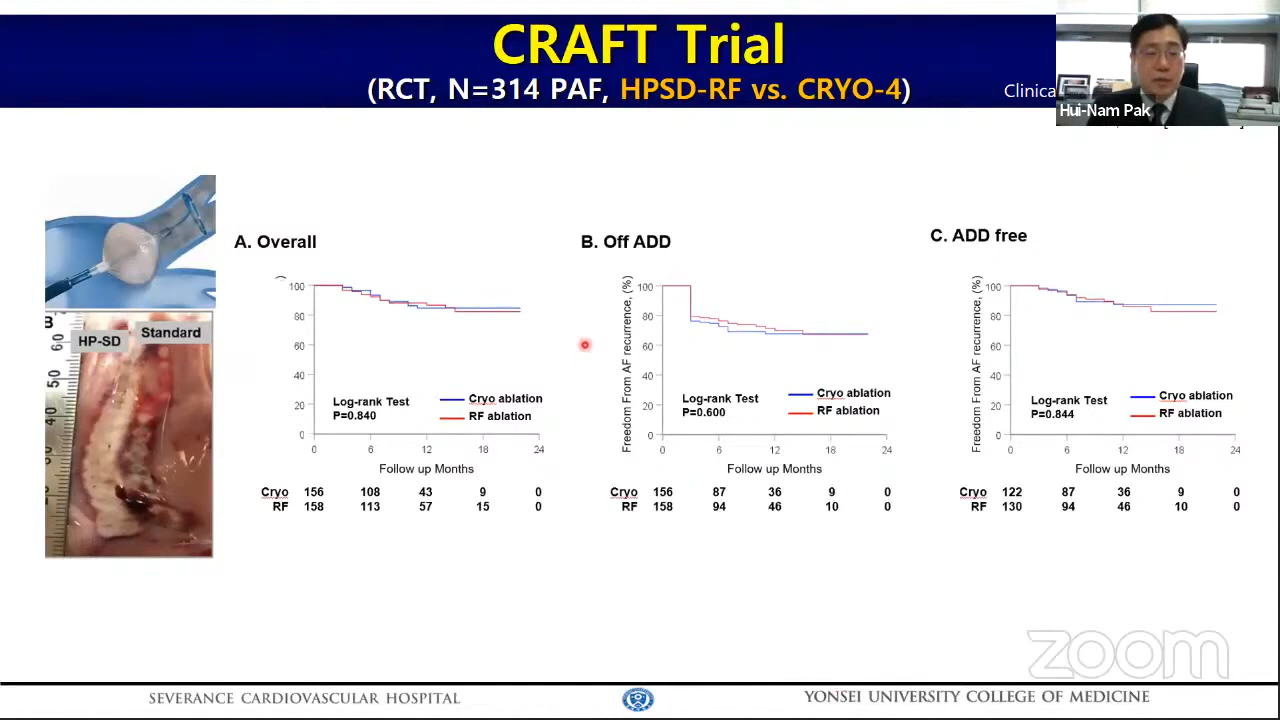 CRAFT Trial
(RCT, N=314 PAF, HPSD-RF vs. CRYO-4)
Clinica
Hui-Nam Pak
A. Overall
B. Off ADD
C. ADD free
HP-SD
Standard
100
80
60
40
20
0
Log-rank Test
P=0.840
Cryo ablation
RF ablation
0 6 12 18 24
Follow up Months
Cryo 156 108 43 9 0
RF 158 113 57 15 0
Freedom From AF recurrence, (%)
100
80
60
40
20
0
Log-rank Test
P=0.600
Cryo ablation
RF ablation
0 6 12 18 24
Follow up Months
Cryo 156 87 36 9 0
RF 158 94 46 10 0
Freedom From AF recurrence, (%)
100
80
60
40
20
0
Log-rank Test
P=0.844
Cryo ablation
RF ablation
0 6 12 18 24
Follow up Months
Cryo 122 87 36 9 0
RF 130 94 46 10 0
zoom
SEVERANCE CARDIOVASCULAR HOSPITAL
YONSEI UNIVERSITY COLLEGE OF MEDICINE